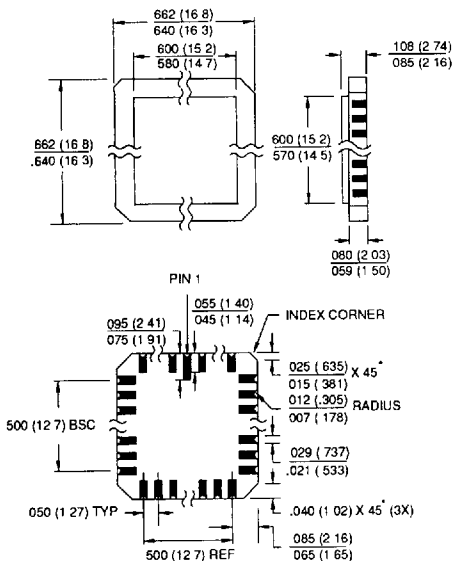 662 (16 8)
640 (16 3)
600 (15 2)
580 (14 7)
108 (2 74)
085 (2 16)
662 (16 8)
.640 (16 3)
600 (15 2)
570 (14 5)
080 (2 03)
059 (1 50)
PIN 1
055 (1 40)
045 (1 14)
095 (2 41)
075 (1 91)
INDEX CORNER
025 (635)
015 (381)
X 45°
012 (.305)
007 (178)
RADIUS
500 (12 7) BSC
029 (737)
.021 (533)
050 (1 27) TYP
.040 (1 02) X 45° (3X)
500 (12 7) REF
085 (2 16)
065 (1 65)